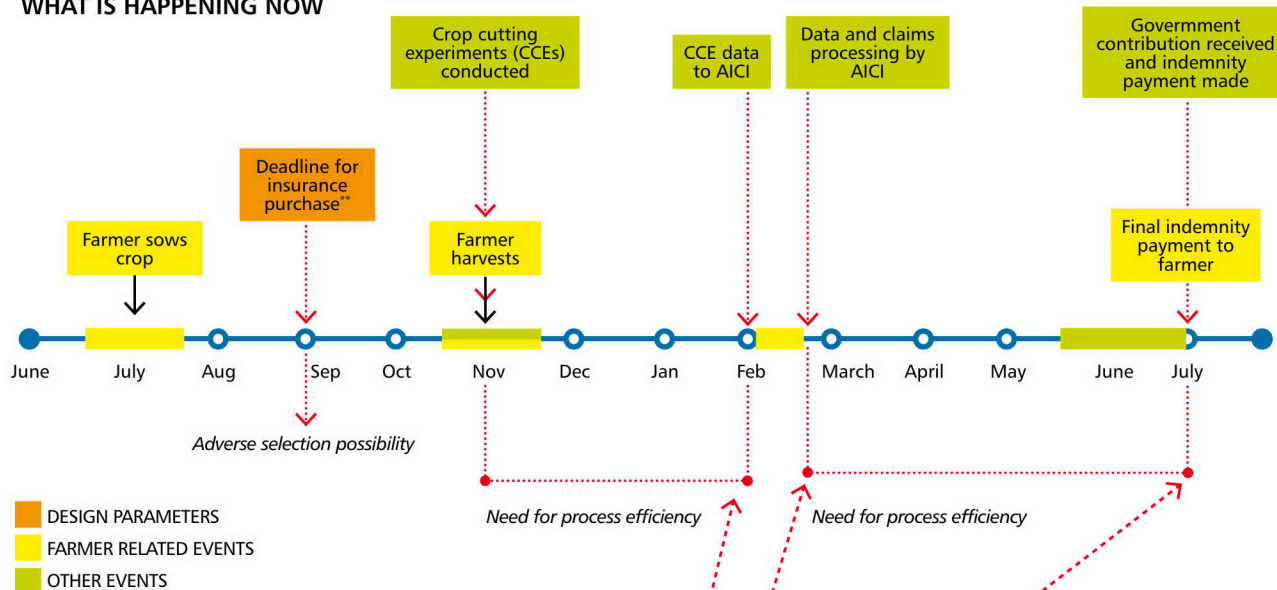 WHAT IS HAPPENING NOW
Crop cutting
experiments (CCEs)
conducted
CCE data
to AICI
Data and claims
processing by
AICI
Government
contribution received
and indemnity
payment made
Deadline for
insurance
purchase**
Farmer sows
crop
Farmer
harvests
Final indemnity
payment to
farmer
June July Aug Sep Oct Nov Dec Jan Feb March April May June July
Adverse selection possibility
Need for process efficiency
Need for process efficiency
DESIGN PARAMETERS
FARMER RELATED EVENTS
OTHER EVENTS